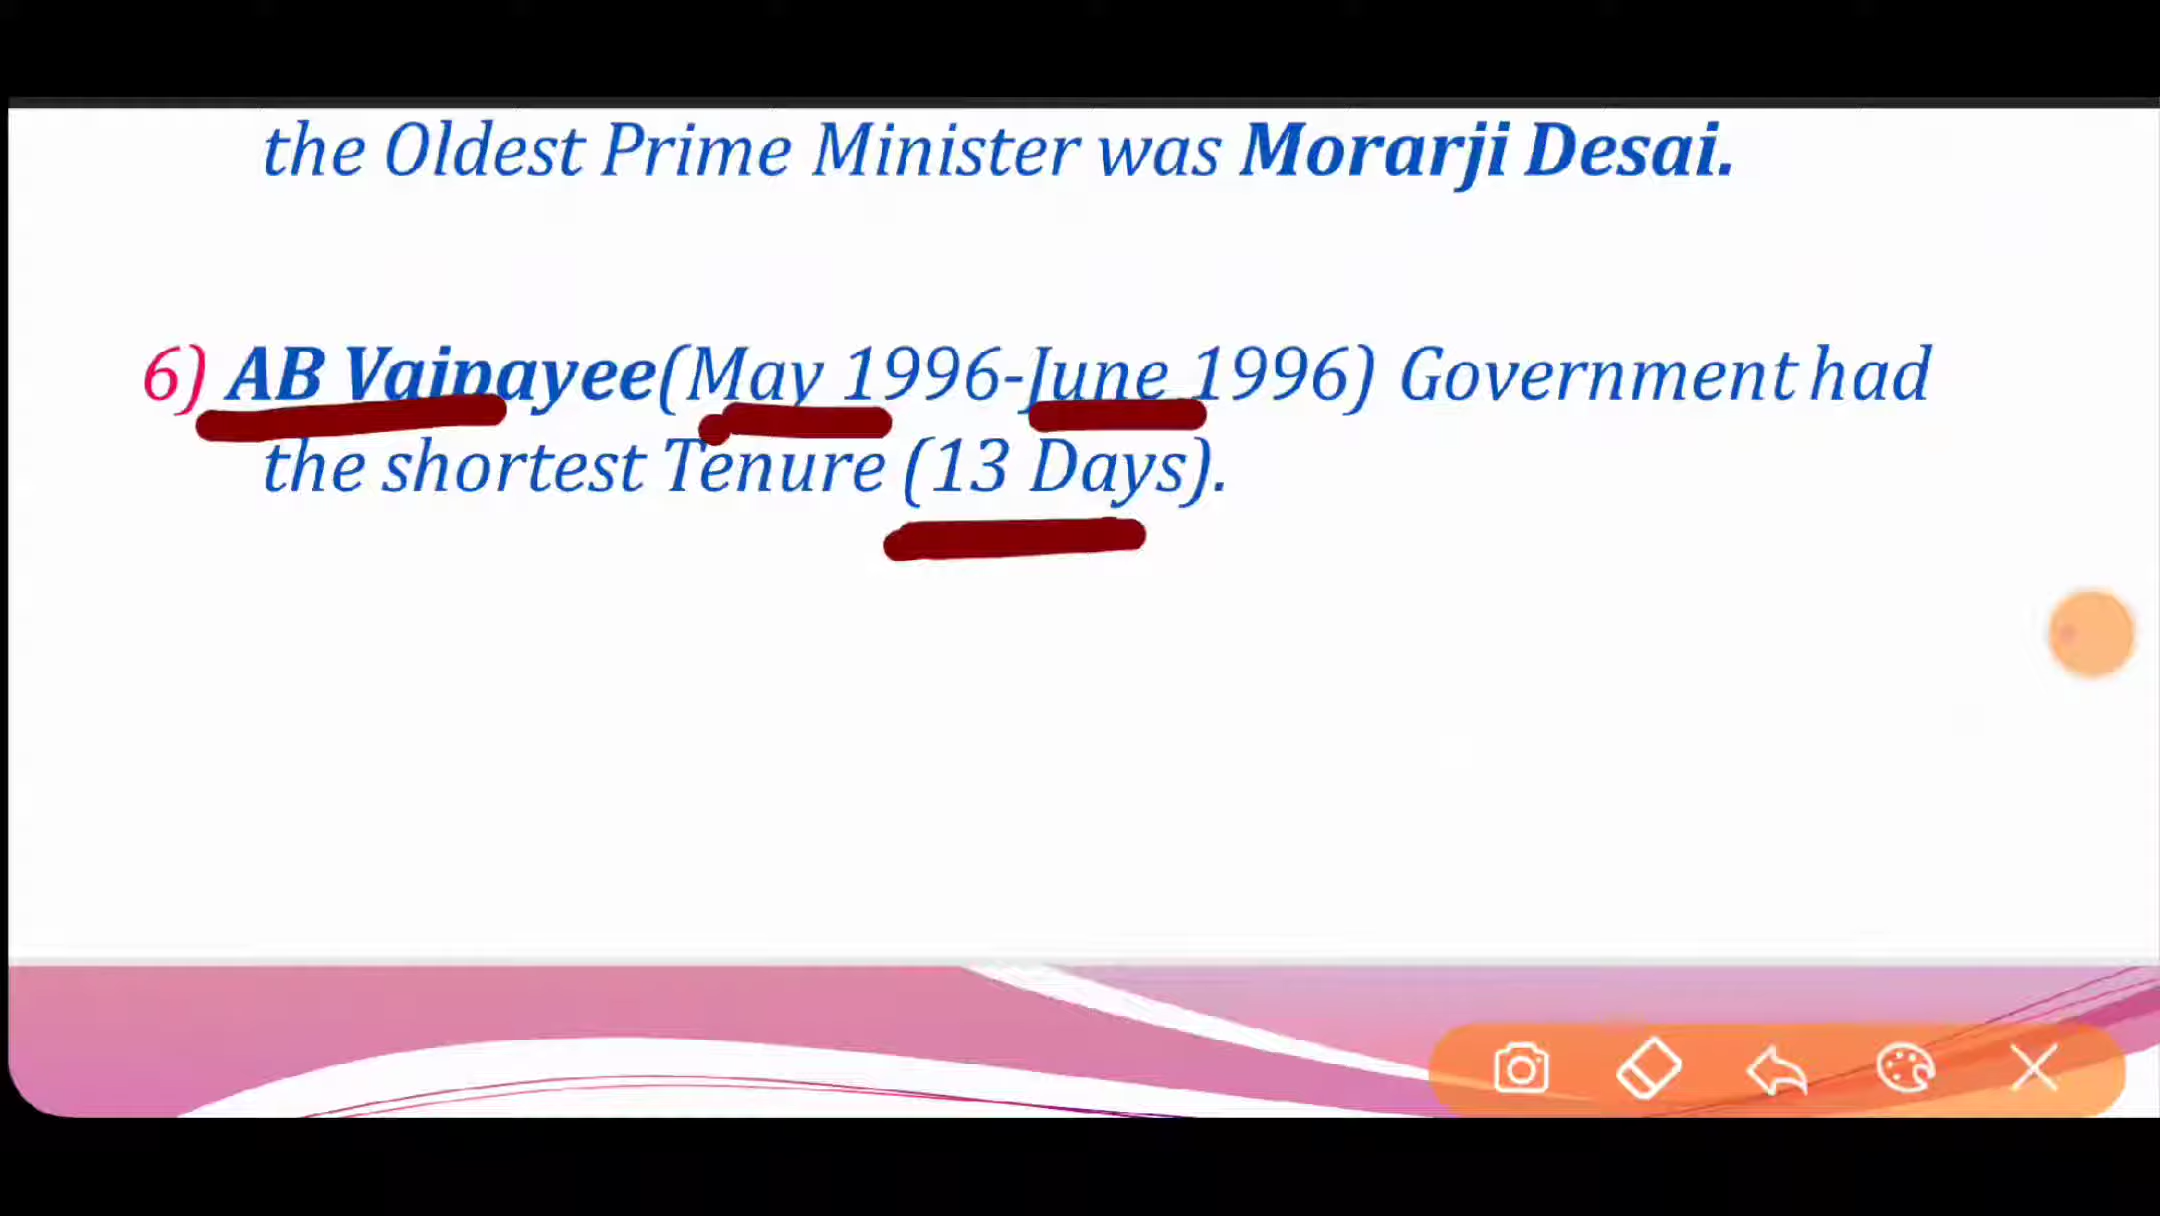 the Oldest Prime Minister was Morarji Desai.
6) AB Vajpayee(May 1996-June 1996) Government had
the shortest Tenure (13 Days).